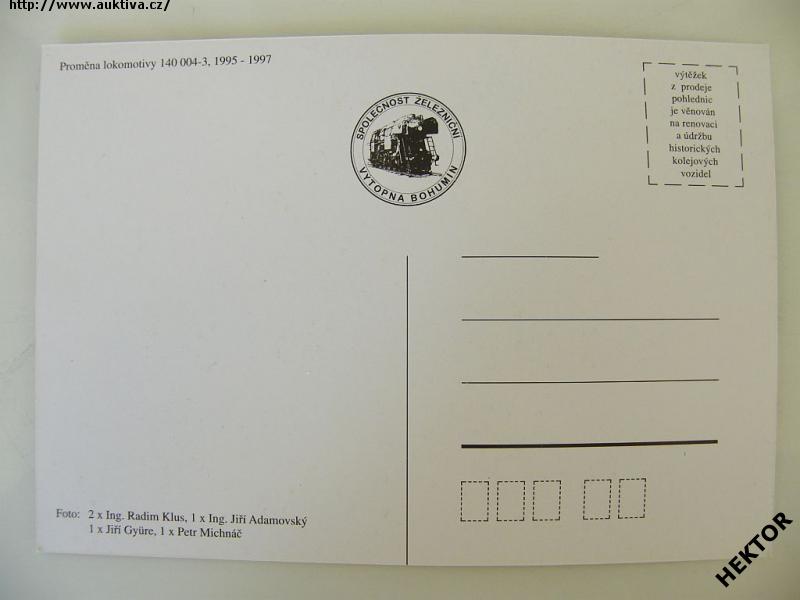 http://www.auktiva.cz/
Proměna lokomotivy 140 004-3, 1995 - 1997
SPOLEČNOST ŽELEZNIČNÍ
VÝTOPNA BOHUMÍN
výtěžek
z prodeje
pohlednic
je věnován
na renovaci
a údržbu
historických
kolejových
vozidel
Foto: 2 x Ing. Radim Klus, 1 x Ing. Jiří Adamovský
1 x Jiří Gyüre, 1 x Petr Michnáč
HEKTOR